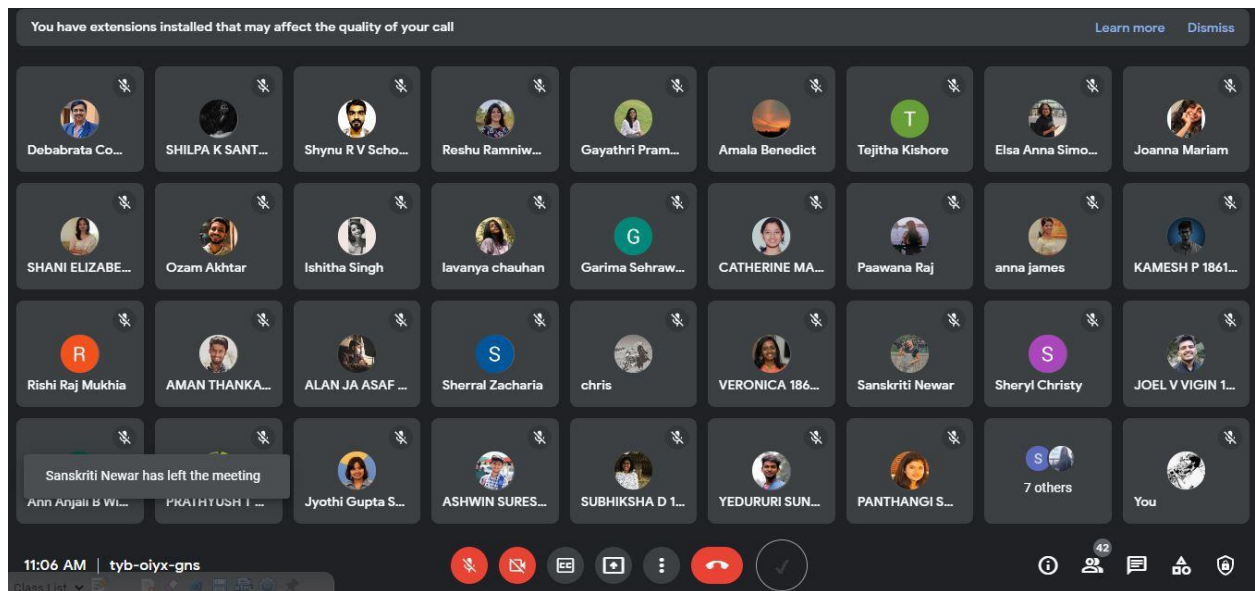 You have extensions installed that may affect the quality of your call Learn more Dismiss
Debabrata Co... SHILPA K SANT... Shynu R V Scho... Reshu Ramniw... Gayathri Pram... Amala Benedict T Tejitha Kishore Elsa Anna Simo... Joanna Mariam
SHANI ELIZABE... Ozam Akhtar Ishitha Singh lavanya chauhan G Garima Sehraw... CATHERINE MA... Paawana Raj anna james KAMESH P 1861...
R Rishi Raj Mukhia AMAN THANKA... ALAN JA ASAF ... S Sherral Zacharia chris VERONICA 186... Sanskriti Newar S Sheryl Christy JOEL V VIGIN 1...
Sanskriti Newar has left the meeting
Ann Anjali B Wi... PRATHYUSH T ... Jyothi Gupta S... ASHWIN SURES... SUBHIKSHA D 1... YEDURURI SUN... PANTHANGI S... S 7 others You
11:06 AM | tyb-oiyx-gns CC 42
Class List